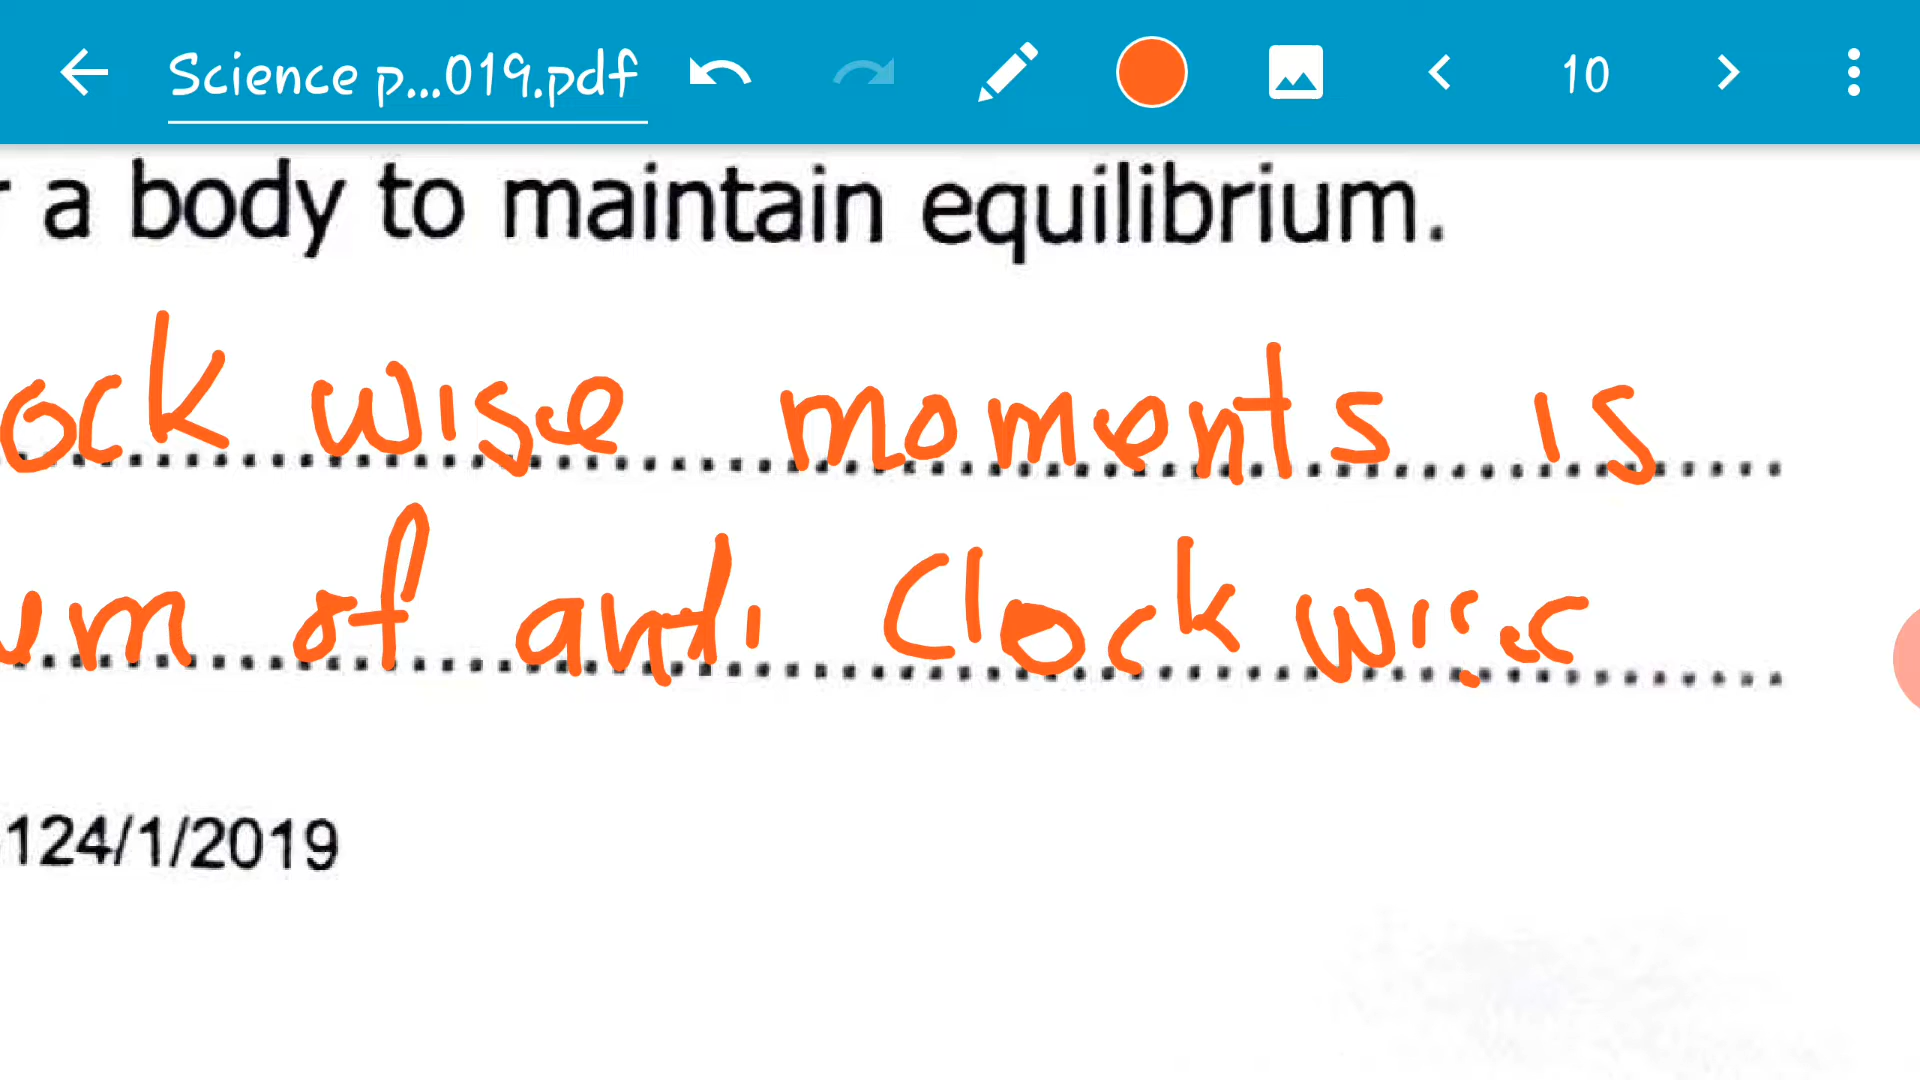 Science p...019.pdf 10
a body to maintain equilibrium.
ock wise moments is
um of anti clockwise
124/1/2019